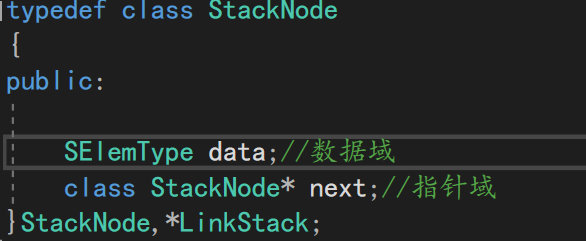 typedef class StackNode
{
public:
SElemType data;//数据域
class StackNode* next;//指针域
}StackNode,*LinkStack;